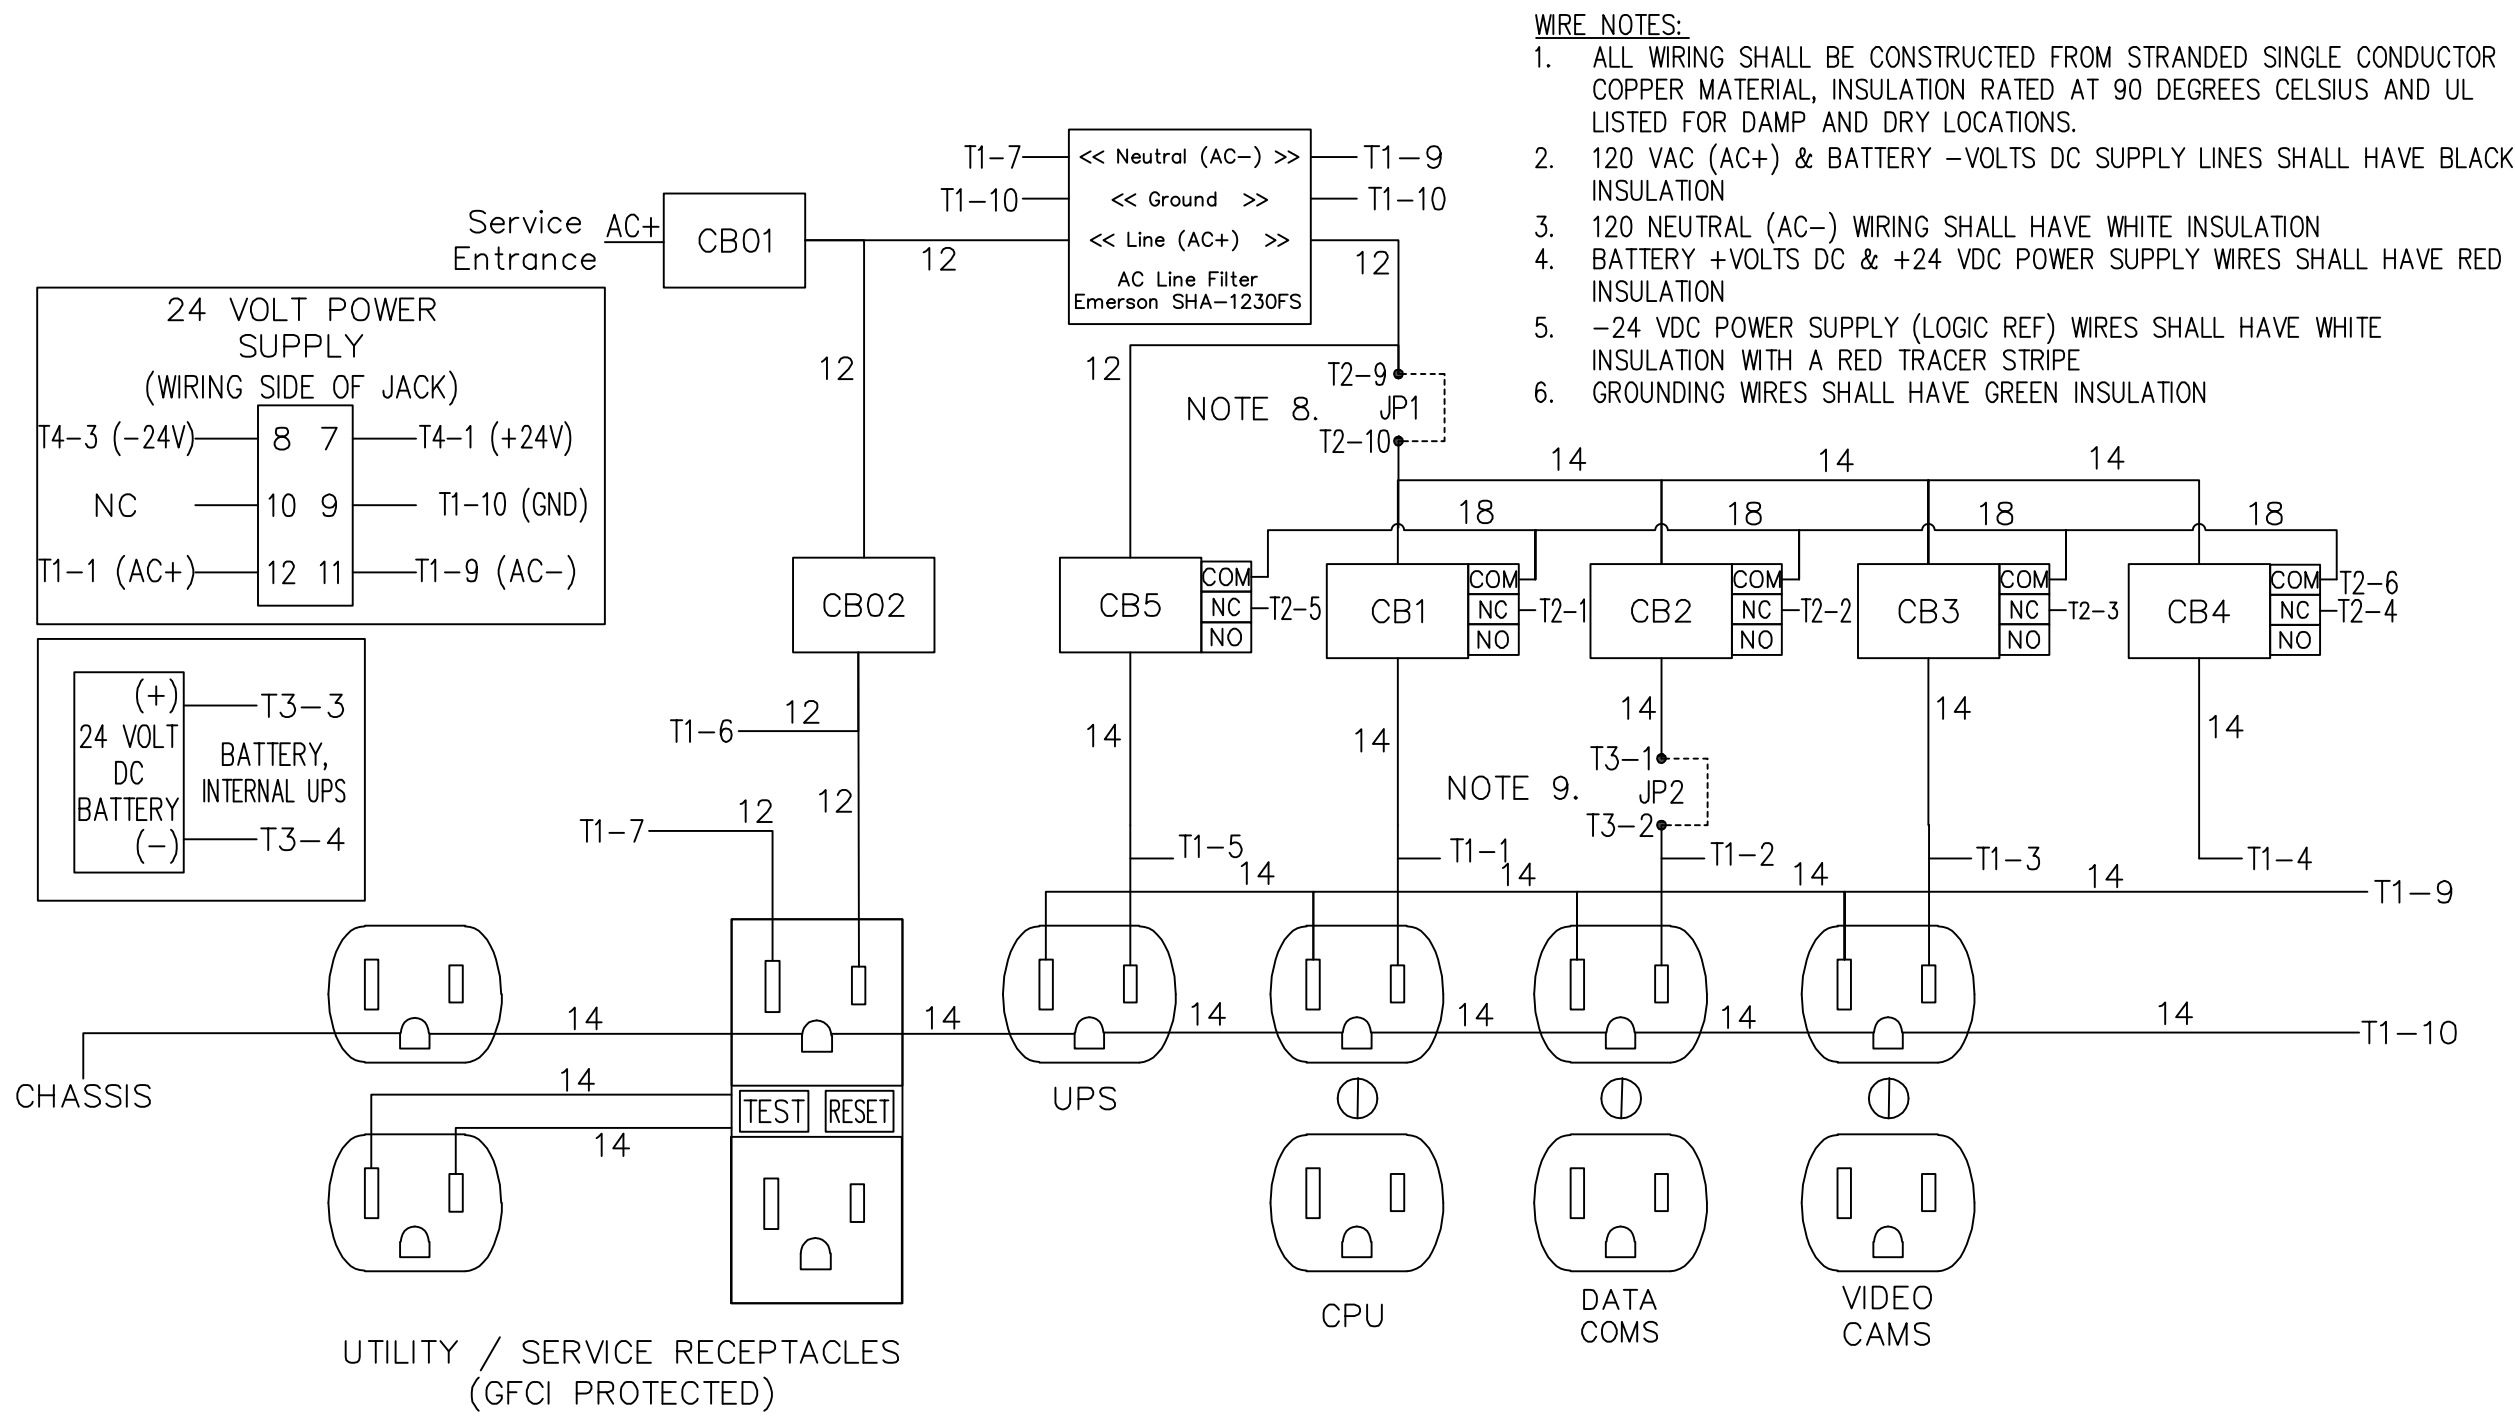 WIRE NOTES:
1. ALL WIRING SHALL BE CONSTRUCTED FROM STRANDED SINGLE CONDUCTOR
COPPER MATERIAL, INSULATION RATED AT 90 DEGREES CELSIUS AND UL
LISTED FOR DAMP AND DRY LOCATIONS.
2. 120 VAC (AC+) & BATTERY -VOLTS DC SUPPLY LINES SHALL HAVE BLACK
INSULATION
3. 120 NEUTRAL (AC-) WIRING SHALL HAVE WHITE INSULATION
4. BATTERY +VOLTS DC & +24 VDC POWER SUPPLY WIRES SHALL HAVE RED
INSULATION
5. -24 VDC POWER SUPPLY (LOGIC REF) WIRES SHALL HAVE WHITE
INSULATION WITH A RED TRACER STRIPE
6. GROUNDING WIRES SHALL HAVE GREEN INSULATION
T1-7 << Neutral (AC-) >> T1-9
T1-10 << Ground >> T1-10
<< Line (AC+) >>
AC Line Filter
Emerson SHA-1230FS
Service
Entrance
AC+
CB01
12
12
24 VOLT POWER
SUPPLY
(WIRING SIDE OF JACK)
T4-3 (-24V) 8 7 T4-1 (+24V)
NC 10 9 T1-10 (GND)
T1-1 (AC+) 12 11 T1-9 (AC-)
12
12
T2-9
NOTE 8. JP1
T2-10
14
14
14
18
18
18
18
CB02
CB5
COM
NC T2-5
NO
CB1
COM
NC T2-1
NO
CB2
COM
NC T2-2
NO
CB3
COM
NC T2-3
NO
CB4
COM T2-6
NC T2-4
NO
(+) T3-3
24 VOLT
DC
BATTERY
(-) T3-4
BATTERY,
INTERNAL UPS
T1-6 12
T1-7 12
12
14
14
14
14
14
T3-1
NOTE 9. JP2
T3-2
T1-5
T1-1
T1-2
T1-3
T1-4
14
14
14
14
T1-9
14
14
14
14
14
14
T1-10
CHASSIS
14
14
TEST RESET
UPS
CPU
DATA
COMS
VIDEO
CAMS
UTILITY / SERVICE RECEPTACLES
(GFCI PROTECTED)